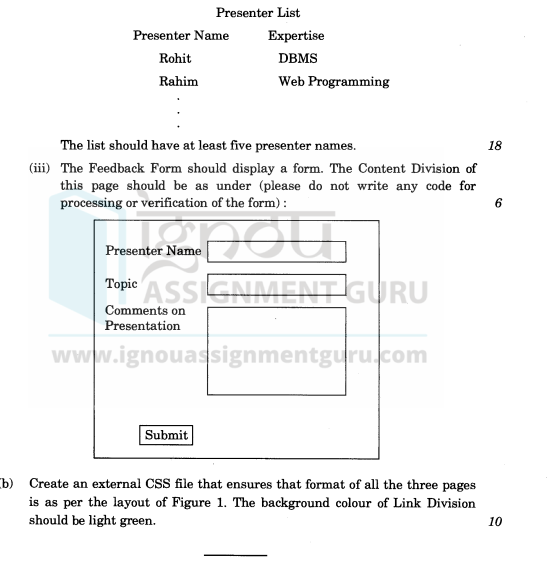 Presenter List
Presenter Name Expertise
Rohit DBMS
Rahim Web Programming
.
.
.
The list should have at least five presenter names. 18
(iii) The Feedback Form should display a form. The Content Division of
this page should be as under (please do not write any code for
processing or verification of the form) : 6
ignou
ASSIGNMENT GURU
www.ignouassignmentguru.com
Presenter Name
Topic
Comments on
Presentation
Submit
(b) Create an external CSS file that ensures that format of all the three pages
is as per the layout of Figure 1. The background colour of Link Division
should be light green. 10